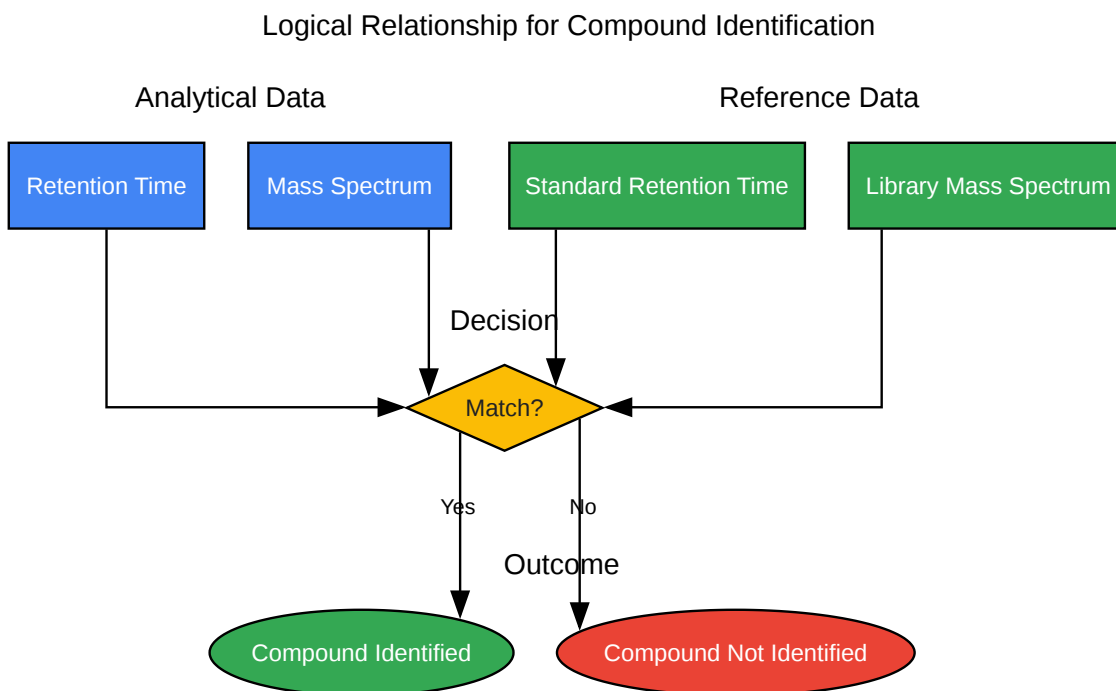 Logical Relationship for Compound Identification
Analytical Data
Reference Data
Retention Time
Mass Spectrum
Standard Retention Time
Library Mass Spectrum
Decision
Match?
Yes
No
Outcome
Compound Identified
Compound Not Identified